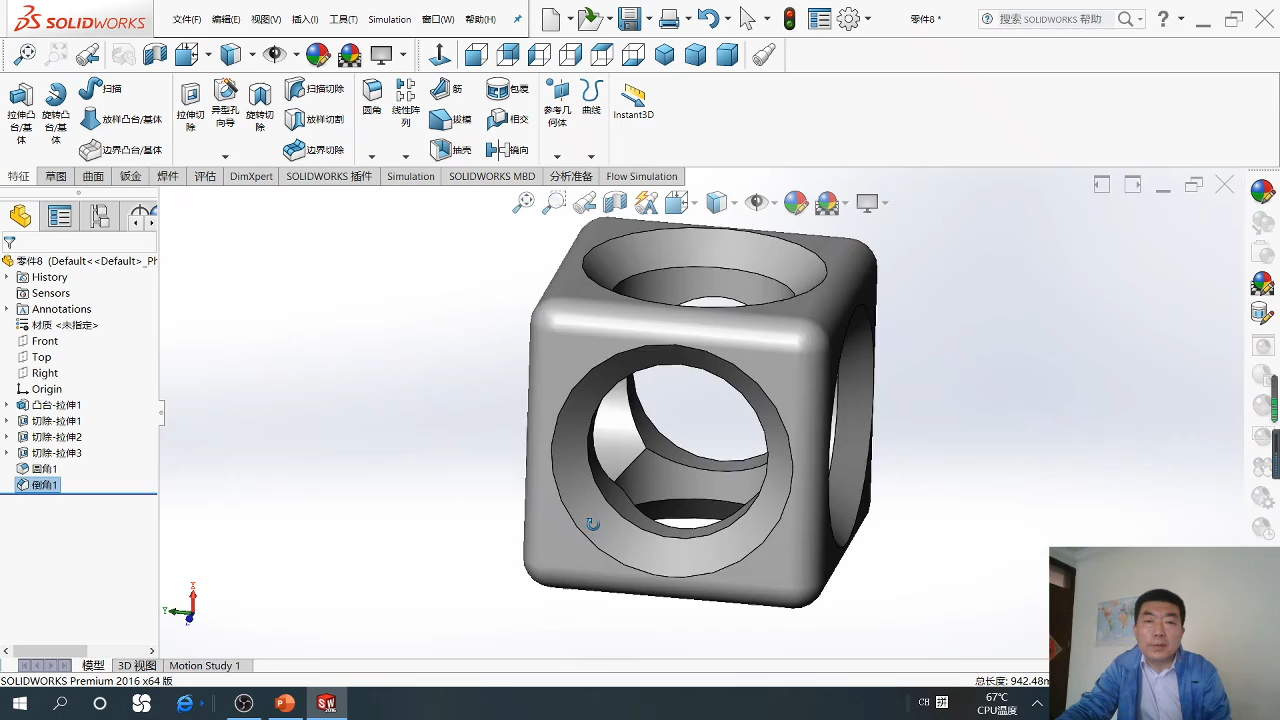 SOLIDWORKS
文件(F) 编辑(E) 视图(V) 插入(I) 工具(T) Simulation 窗口(W) 帮助(H)
零件8 *
搜索 SOLIDWORKS 帮助
拉伸凸台/基体
旋转凸台/基体
扫描
放样凸台/基体
边界凸台/基体
拉伸切除
异型孔向导
旋转切除
扫描切除
放样切割
边界切除
圆角
线性阵列
筋
拔模
抽壳
包覆
相交
镜向
参考几何体
曲线
Instant3D
特征 草图 曲面 钣金 焊件 评估 DimXpert SOLIDWORKS 插件 Simulation SOLIDWORKS MBD 分析准备 Flow Simulation
零件8 (Default<<Default>_Ph
History
Sensors
Annotations
材质 <未指定>
Front
Top
Right
Origin
凸台-拉伸1
切除-拉伸1
切除-拉伸2
切除-拉伸3
圆角1
倒角1
模型 3D 视图 Motion Study 1
SOLIDWORKS Premium 2016 x64 版
总长度: 942.48m
CH 拼
67℃
CPU温度